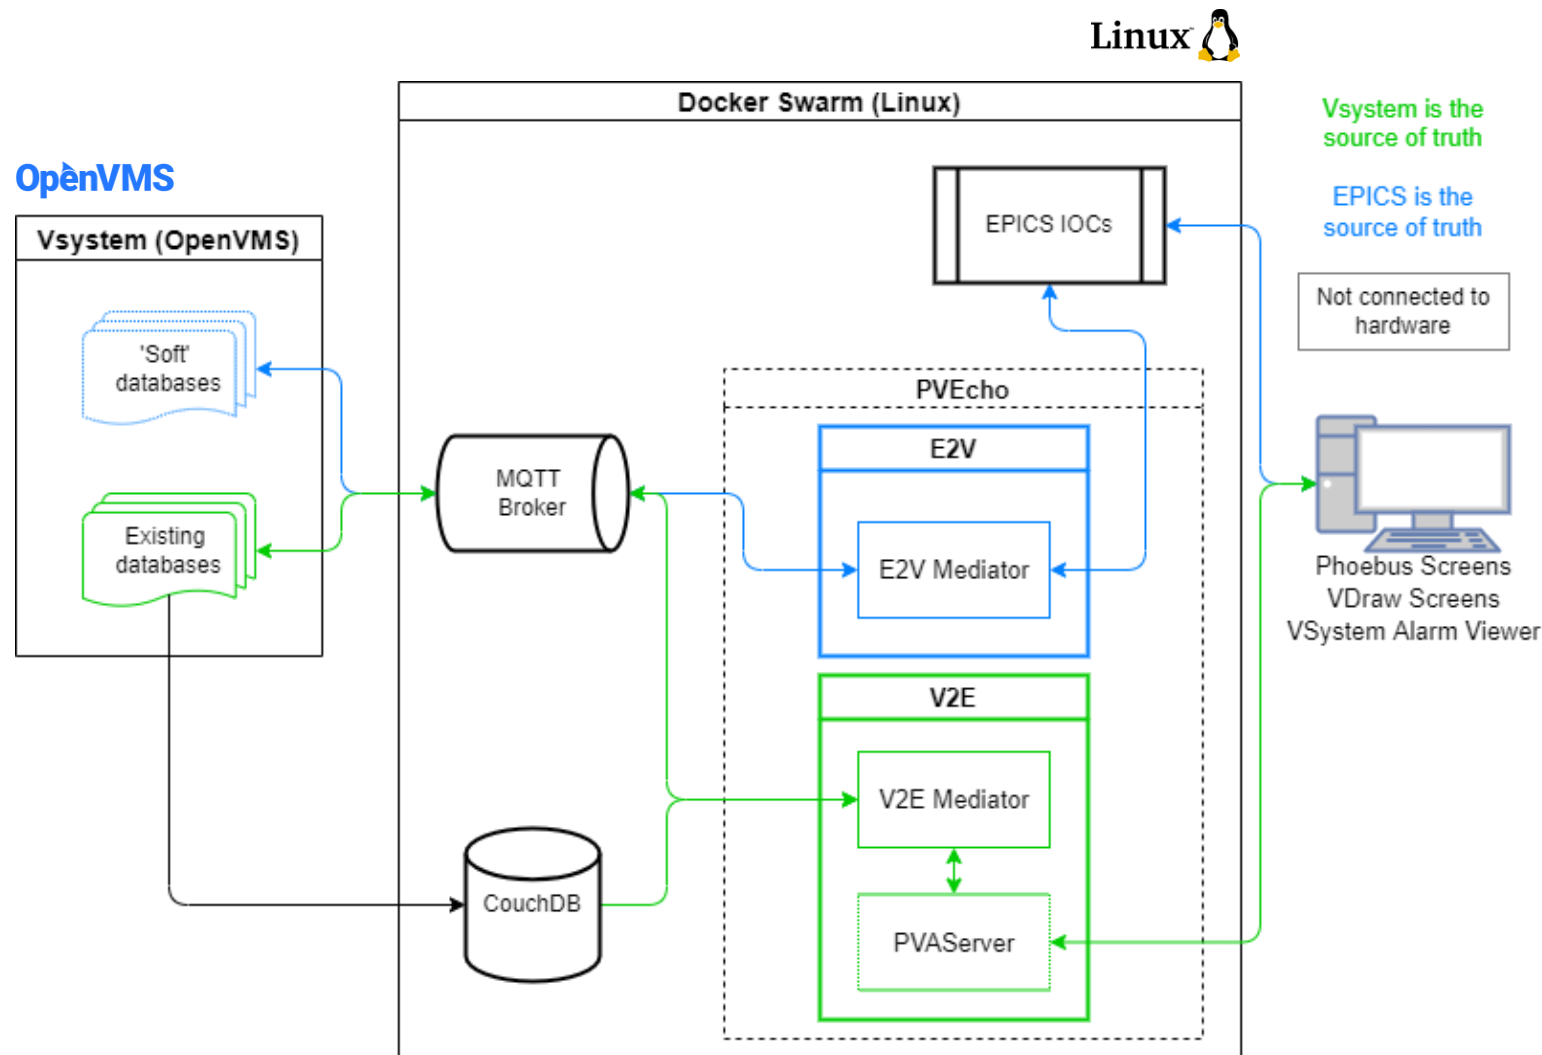 Linux
Docker Swarm (Linux)
Vsystem is the
source of truth
OpenVMS
EPICS is the
source of truth
EPICS IOCs
Vsystem (OpenVMS)
Not connected to
hardware
'Soft'
databases
PVEcho
E2V
MQTT
Broker
Existing
databases
E2V Mediator
Phoebus Screens
VDraw Screens
VSystem Alarm Viewer
V2E
V2E Mediator
CouchDB
PVAServer